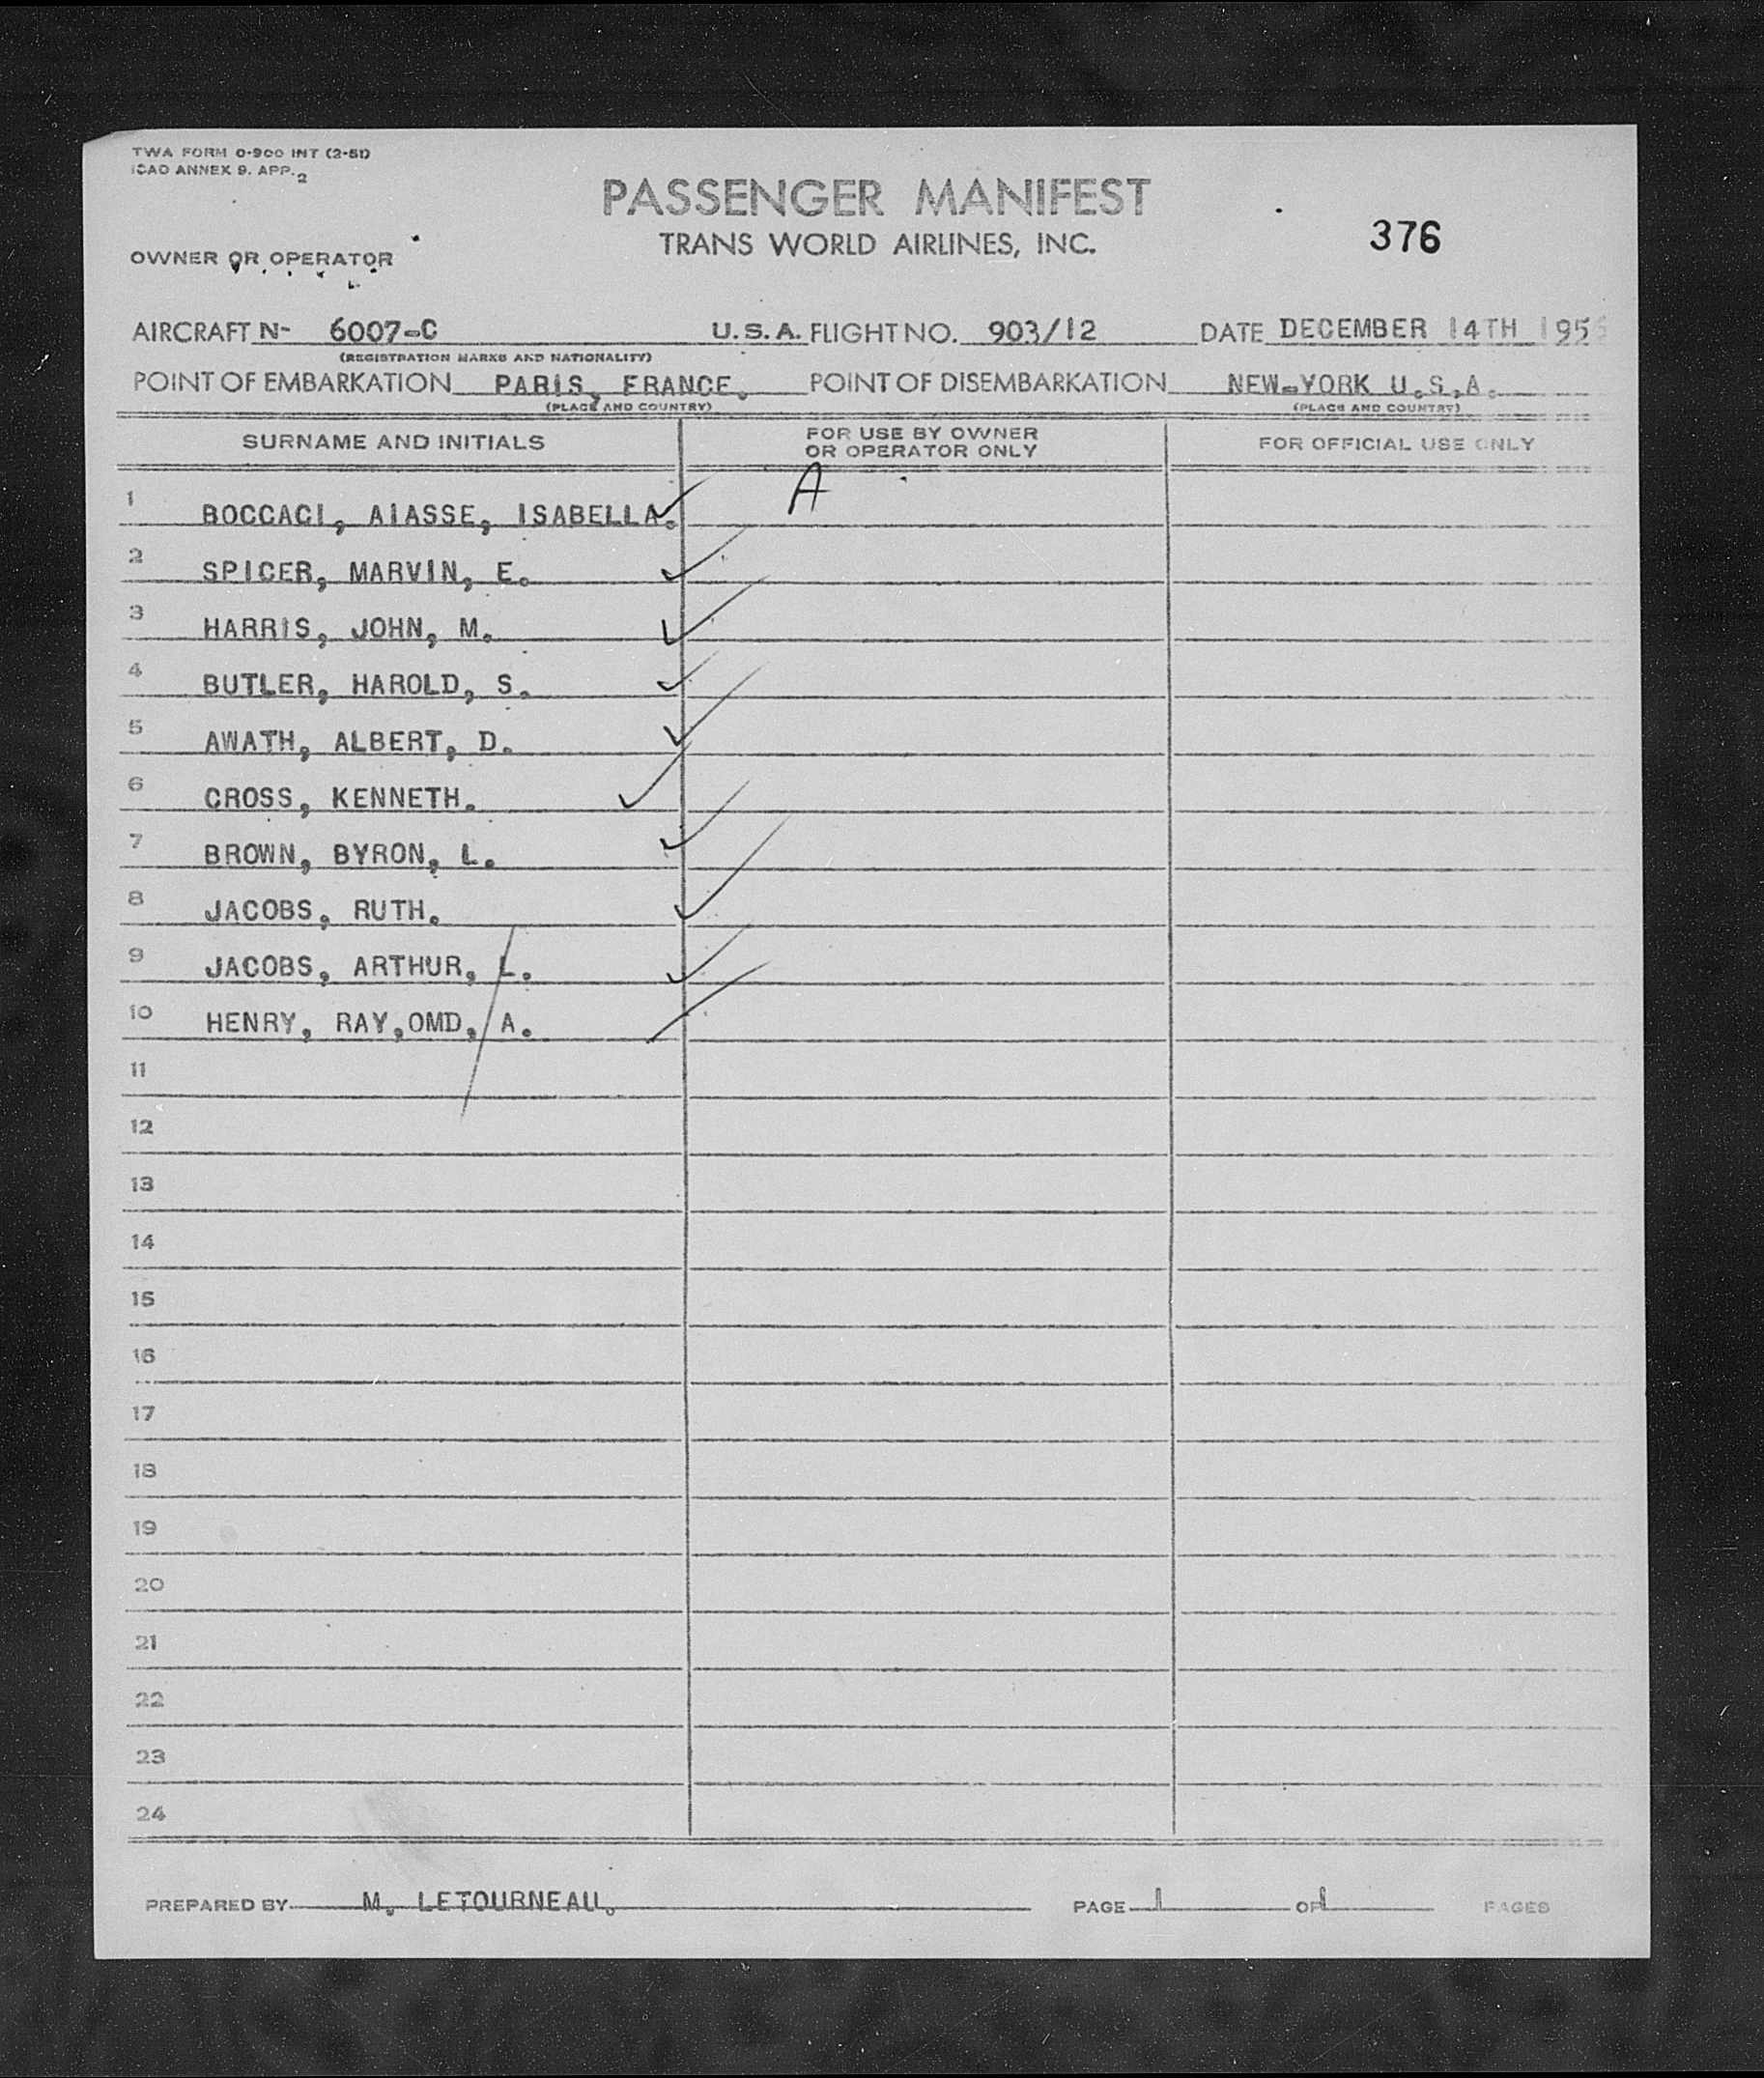 TWA FORM O-900 INT (2-51)
ICAO ANNEX 9. APP. 2
PASSENGER MANIFEST
TRANS WORLD AIRLINES, INC.
376
OWNER OR OPERATOR
AIRCRAFT N- 6007-C U.S.A. FLIGHT NO. 903/12 DATE DECEMBER 14TH
(REGISTRATION MARKS AND NATIONALITY)
POINT OF EMBARKATION PARIS, FRANCE. POINT OF DISEMBARKATION NEW-YORK U.S.A.
(PLACE AND COUNTRY) (PLACE AND COUNTRY)
SURNAME AND INITIALS FOR USE BY OWNER OR OPERATOR ONLY FOR OFFICIAL USE ONLY
1 BOCCACI, AIASSE, ISABELLA. A
2 SPICER, MARVIN, E.
3 HARRIS, JOHN, M.
4 BUTLER, HAROLD, S.
5 AWATH, ALBERT, D.
6 CROSS, KENNETH.
7 BROWN, BYRON, L.
8 JACOBS, RUTH.
9 JACOBS, ARTHUR, L.
10 HENRY, RAY,OMD, A.
11
12
13
14
15
16
17
18
19
20
21
22
23
24
PREPARED BY M. LETOURNEAU. PAGE 1 OF 1 PAGES